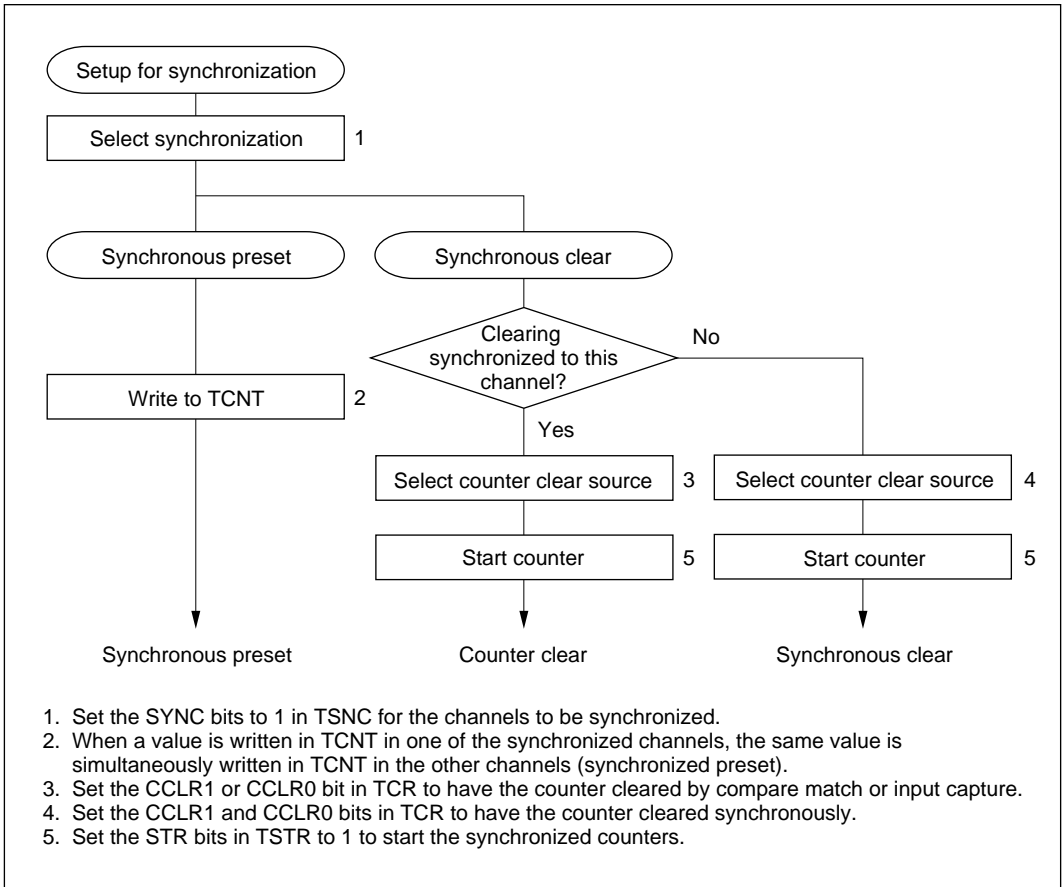 Setup for synchronization
Select synchronization 1
Synchronous preset
Synchronous clear
Clearing
synchronized to this
channel?
No
Write to TCNT 2
Yes
Select counter clear source 3
Select counter clear source 4
Start counter 5
Start counter 5
Synchronous preset
Counter clear
Synchronous clear
1. Set the SYNC bits to 1 in TSNC for the channels to be synchronized.
2. When a value is written in TCNT in one of the synchronized channels, the same value is
simultaneously written in TCNT in the other channels (synchronized preset).
3. Set the CCLR1 or CCLR0 bit in TCR to have the counter cleared by compare match or input capture.
4. Set the CCLR1 and CCLR0 bits in TCR to have the counter cleared synchronously.
5. Set the STR bits in TSTR to 1 to start the synchronized counters.